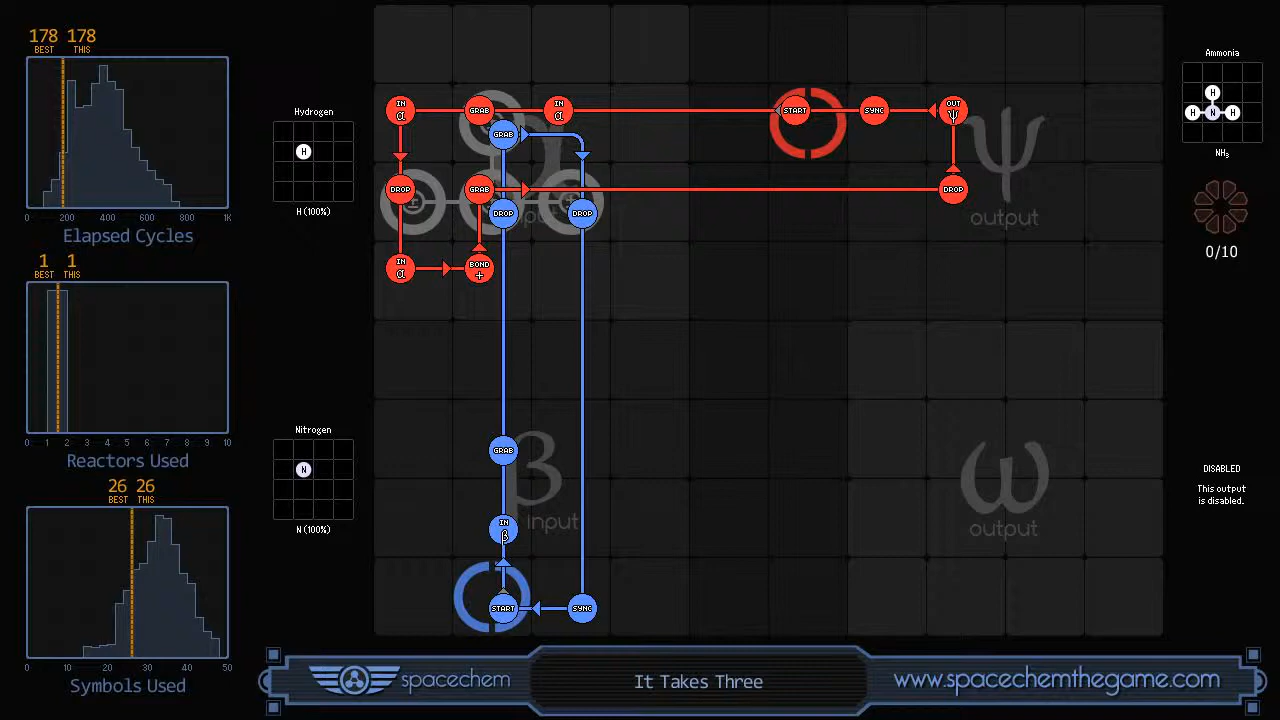 178 178
BEST THIS
0 200 400 600 800 1K
Elapsed Cycles
1 1
BEST THIS
0 1 2 3 4 5 6 7 8 9 10
Reactors Used
26 26
BEST THIS
0 10 20 30 40 50
Symbols Used
Hydrogen
H
H (100%)
Nitrogen
N
N (100%)
IN α
GRAB
IN α
START
SYNC
OUT ψ
GRAB
DROP
GRAB
DROP
DROP
DROP
IN α
BOND +
GRAB
IN β
START
SYNC
input
ψ
output
β
input
ω
output
Ammonia
H
H N H
NH₃
0/10
DISABLED
This output
is disabled.
spacechem
It Takes Three
www.spacechemthegame.com